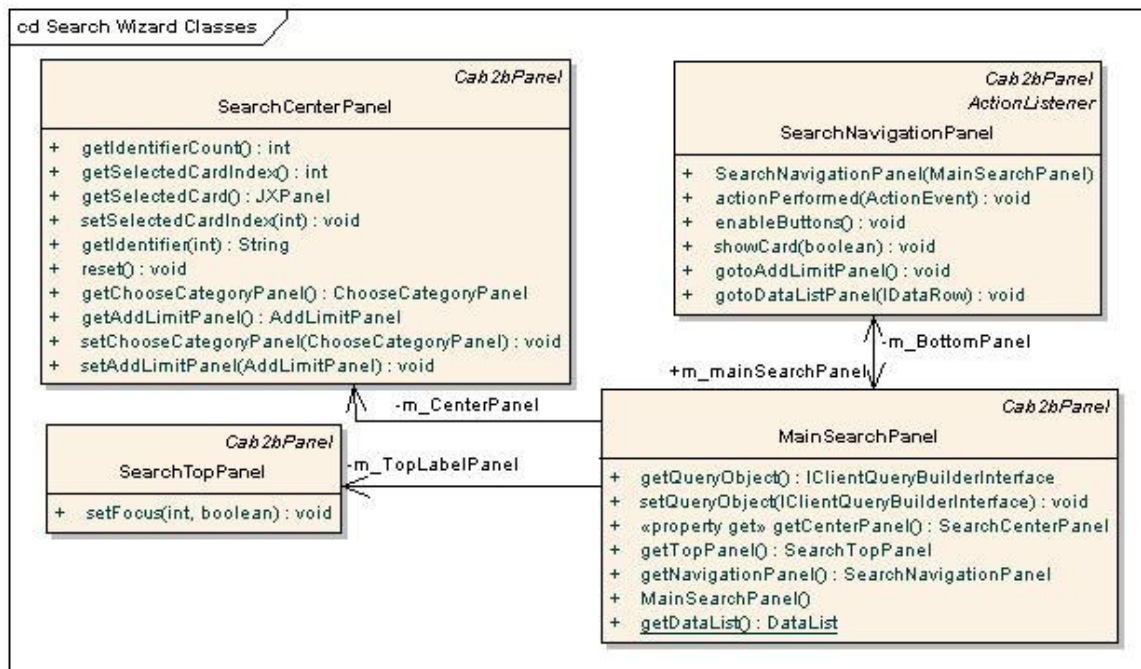 cd Search Wizard Classes
Cab2bPanel
SearchCenterPanel
+ getIdentifierCount() : int
+ getSelectedCardIndex() : int
+ getSelectedCard() : JXPanel
+ setSelectedCardIndex(int) : void
+ getIdentifier(int) : String
+ reset() : void
+ getChooseCategoryPanel() : ChooseCategoryPanel
+ getAddLimitPanel() : AddLimitPanel
+ setChooseCategoryPanel(ChooseCategoryPanel) : void
+ setAddLimitPanel(AddLimitPanel) : void
Cab2bPanel
ActionListener
SearchNavigationPanel
+ SearchNavigationPanel(MainSearchPanel)
+ actionPerformed(ActionEvent) : void
+ enableButtons() : void
+ showCard(boolean) : void
+ gotoAddLimitPanel() : void
+ gotoDataListPanel(IDataRow) : void
-m_BottomPanel
+m_mainSearchPanel
-m_CenterPanel
Cab2bPanel
SearchTopPanel
+ setFocus(int, boolean) : void
-m_TopLabelPanel
Cab2bPanel
MainSearchPanel
+ getQueryObject() : IClientQueryBuilderInterface
+ setQueryObject(IClientQueryBuilderInterface) : void
+ «property get» getCenterPanel() : SearchCenterPanel
+ getTopPanel() : SearchTopPanel
+ getNavigationPanel() : SearchNavigationPanel
+ MainSearchPanel()
+ getDataList() : DataList